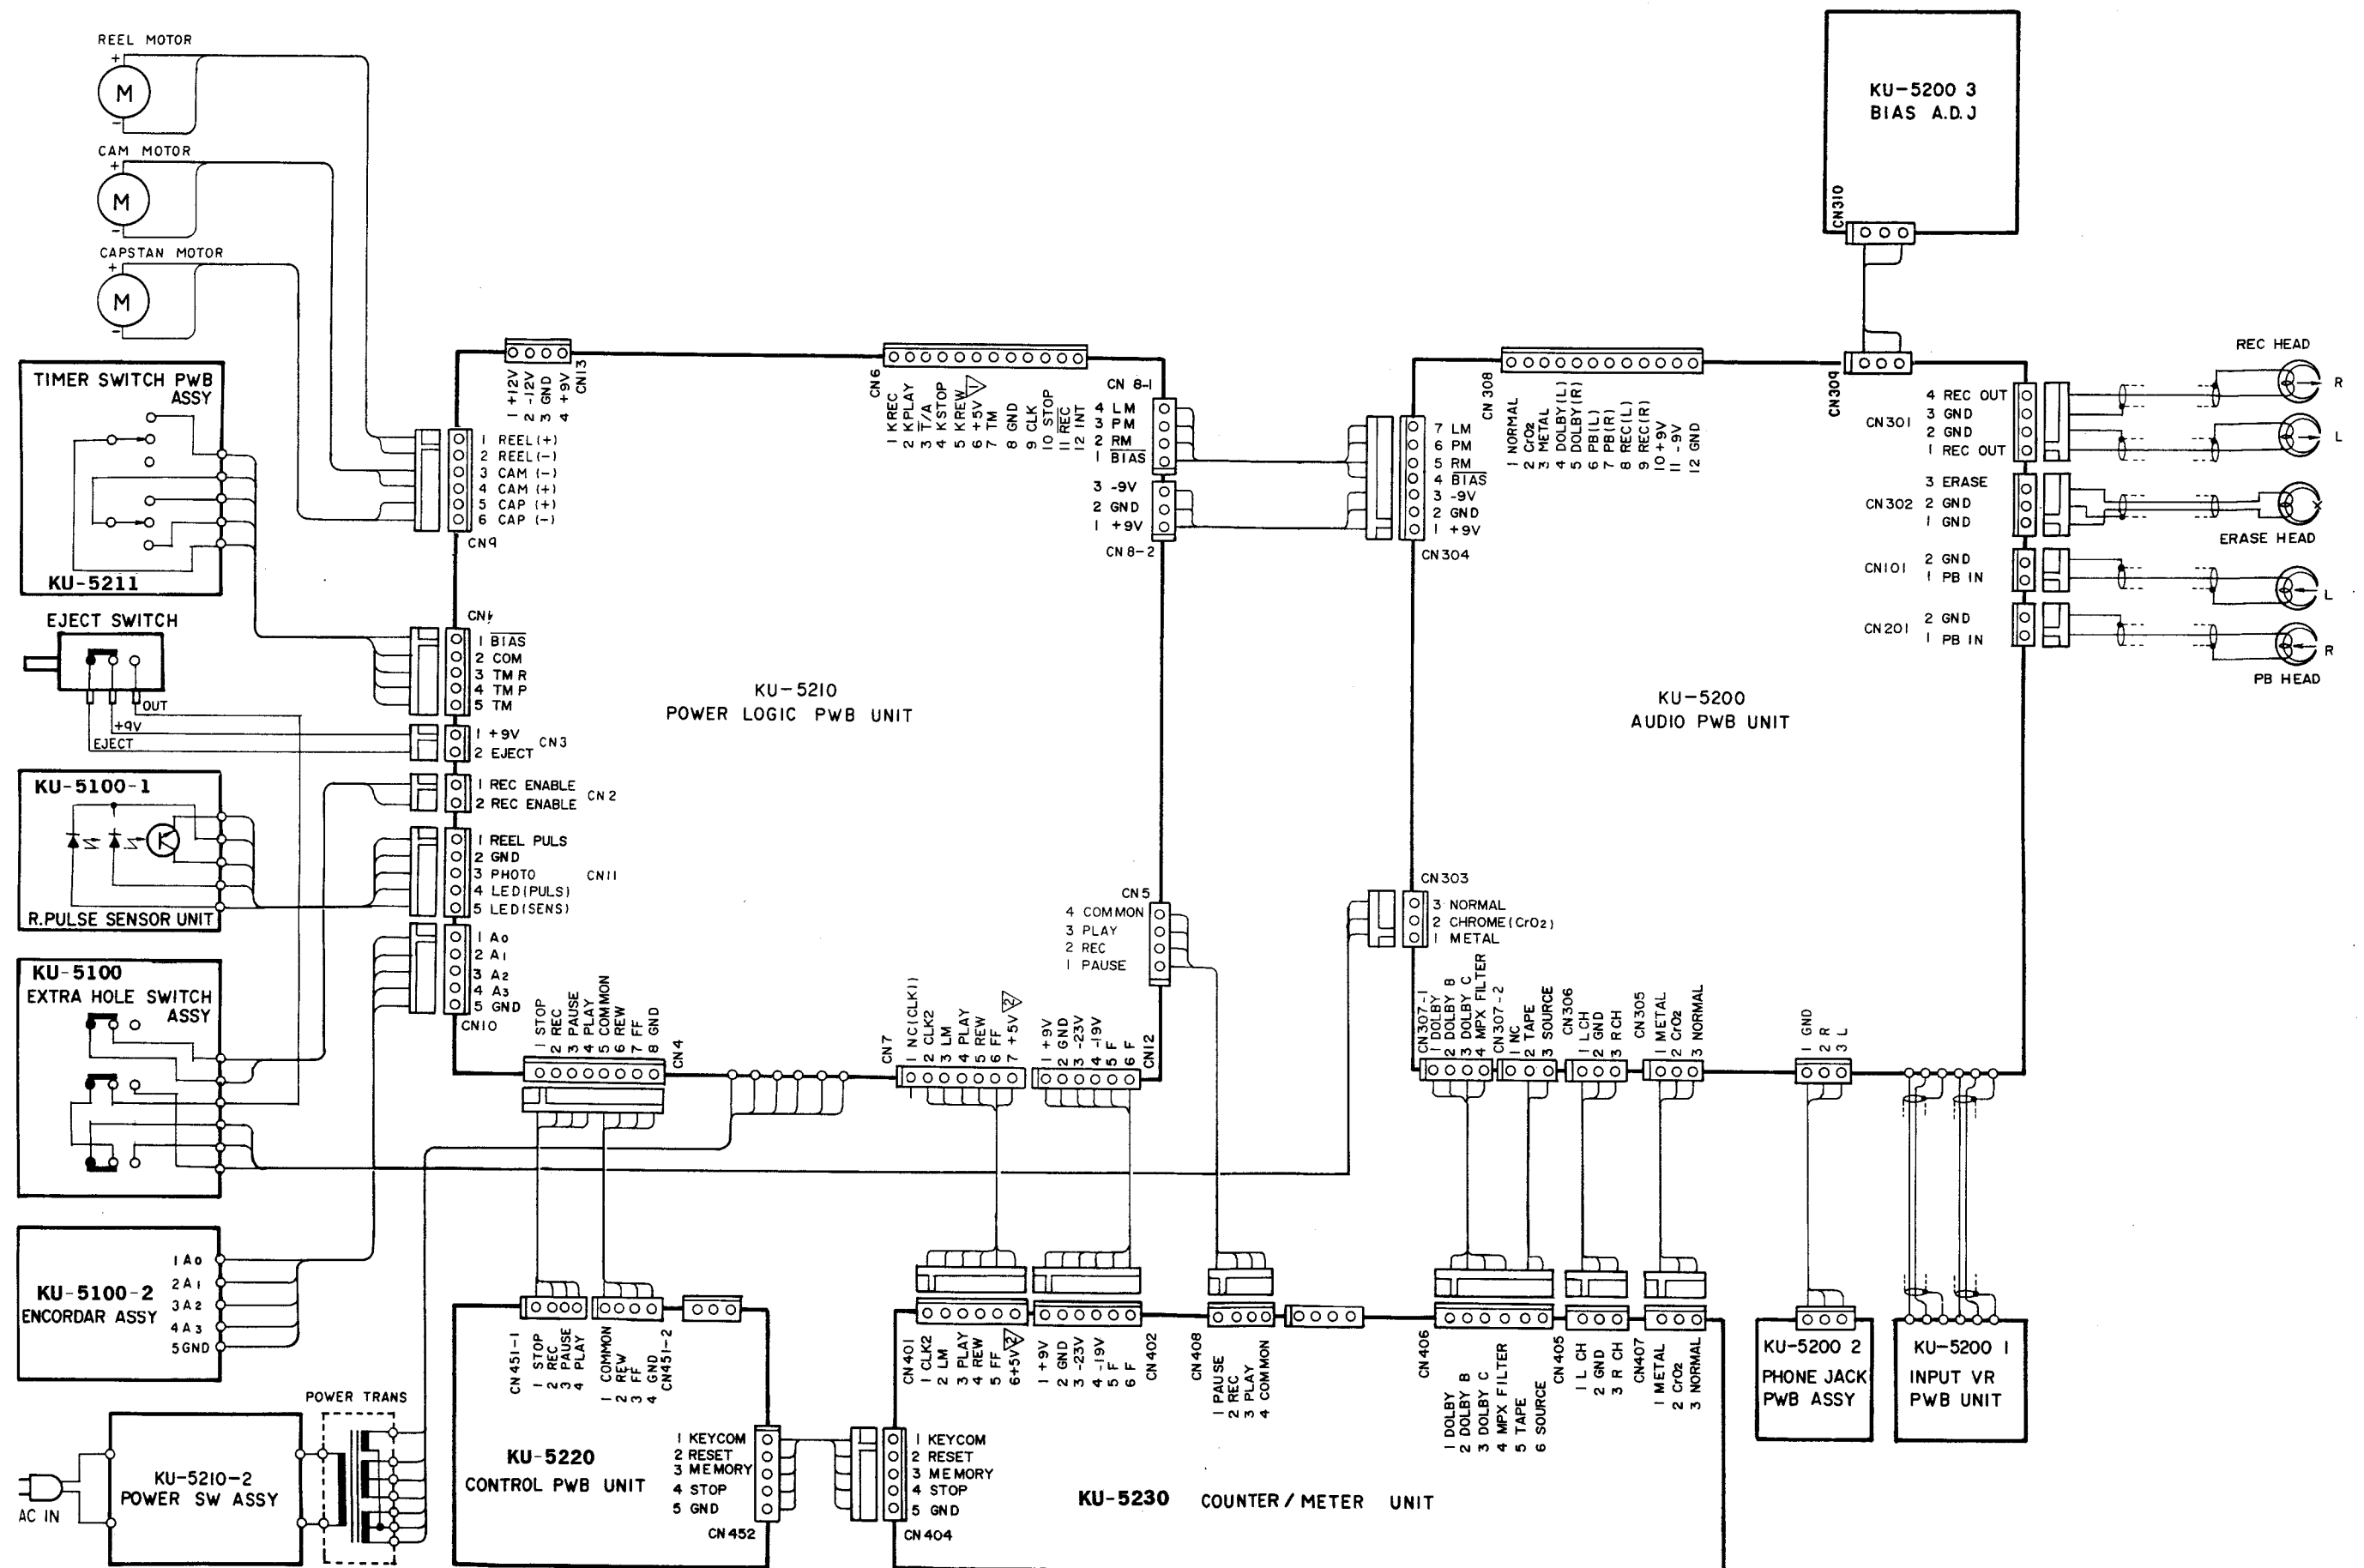 REEL MOTOR
+
M
-
CAM MOTOR
+
M
-
CAPSTAN MOTOR
+
M
-
TIMER SWITCH PWB
ASSY
KU-5211
EJECT SWITCH
OUT
+9V
EJECT
KU-5100-1
R.PULSE SENSOR UNIT
KU-5100
EXTRA HOLE SWITCH
ASSY
1 A0
2 A1
3 A2
4 A3
5 GND
KU-5100-2
ENCORDAR ASSY
POWER TRANS
AC IN
KU-5210-2
POWER SW ASSY
1 +12V
2 -12V
3 GND
4 +9V
CN13
CN6
1 KREC
2 KPLAY
3 T/A
4 KSTOP
5 KREW
6 +5V 1
7 TM
8 GND
9 CLK
10 STOP
11 REC
12 INT
CN 8-1
4 LM
3 PM
2 RM
1 BIAS
3 -9V
2 GND
1 +9V
CN 8-2
1 REEL (+)
2 REEL (-)
3 CAM (-)
4 CAM (+)
5 CAP (+)
6 CAP (-)
CN9
CN1
1 BIAS
2 COM
3 TM R
4 TM P
5 TM
1 +9V
2 EJECT
CN3
1 REC ENABLE
2 REC ENABLE
CN 2
1 REEL PULS
2 GND
3 PHOTO
4 LED(PULS)
5 LED(SENS)
CN11
1 A0
2 A1
3 A2
4 A3
5 GND
CN10
KU-5210
POWER LOGIC PWB UNIT
CN5
4 COMMON
3 PLAY
2 REC
1 PAUSE
1 STOP
2 REC
3 PAUSE
4 PLAY
5 COMMON
6 REW
7 FF
8 GND
CN4
CN7
1 NC(CLK1)
2 CLK2
3 LM
4 PLAY
5 REW
6 FF
7 +5V 2
1 +9V
2 GND
3 -23V
4 -19V
5 F
6 F
CN12
KU-5200 3
BIAS A.D.J
CN310
CN309
CN 308
1 NORMAL
2 CrO2
3 METAL
4 DOLBY(L)
5 DOLBY(R)
6 PB(L)
7 PB(R)
8 REC(L)
9 REC(R)
10 +9V
11 -9V
12 GND
7 LM
6 PM
5 RM
4 BIAS
3 -9V
2 GND
1 +9V
CN304
KU-5200
AUDIO PWB UNIT
4 REC OUT
3 GND
2 GND
1 REC OUT
CN301
3 ERASE
2 GND
1 GND
CN302
2 GND
1 PB IN
CN101
2 GND
1 PB IN
CN201
REC HEAD
R
L
ERASE HEAD
L
R
PB HEAD
CN303
3 NORMAL
2 CHROME(CrO2)
1 METAL
CN307-1
1 DOLBY
2 DOLBY B
3 DOLBY C
4 MPX FILTER
CN307-2
1 NC
2 TAPE
3 SOURCE
CN306
1 L CH
2 GND
3 R CH
CN305
1 METAL
2 CrO2
3 NORMAL
1 GND
2 R
3 L
CN451-1
1 STOP
2 REC
3 PAUSE
4 PLAY
1 COMMON
2 REW
3 FF
4 GND
CN451-2
KU-5220
CONTROL PWB UNIT
1 KEYCOM
2 RESET
3 MEMORY
4 STOP
5 GND
CN 452
CN401
1 CLK2
2 LM
3 PLAY
4 REW
5 FF
6 +5V 2
1 +9V
2 GND
3 -23V
4 -19V
5 F
6 F
CN402
CN408
1 PAUSE
2 REC
3 PLAY
4 COMMON
CN406
1 DOLBY
2 DOLBY B
3 DOLBY C
4 MPX FILTER
5 TAPE
6 SOURCE
CN405
1 L CH
2 GND
3 R CH
CN407
1 METAL
2 CrO2
3 NORMAL
1 KEYCOM
2 RESET
3 MEMORY
4 STOP
5 GND
CN404
KU-5230 COUNTER / METER UNIT
KU-5200 2
PHONE JACK
PWB ASSY
KU-5200 1
INPUT VR
PWB UNIT